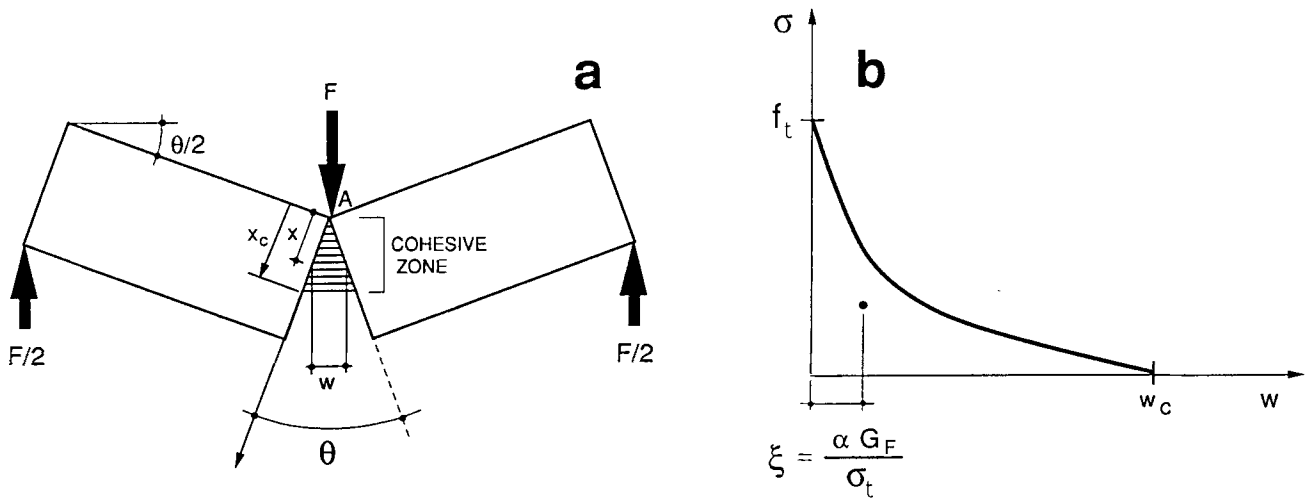 a
F
θ/2
A
x_c
x
COHESIVE
ZONE
F/2
F/2
w
θ
b
σ
f_t
w_c
w
ξ = α G_F / σ_t